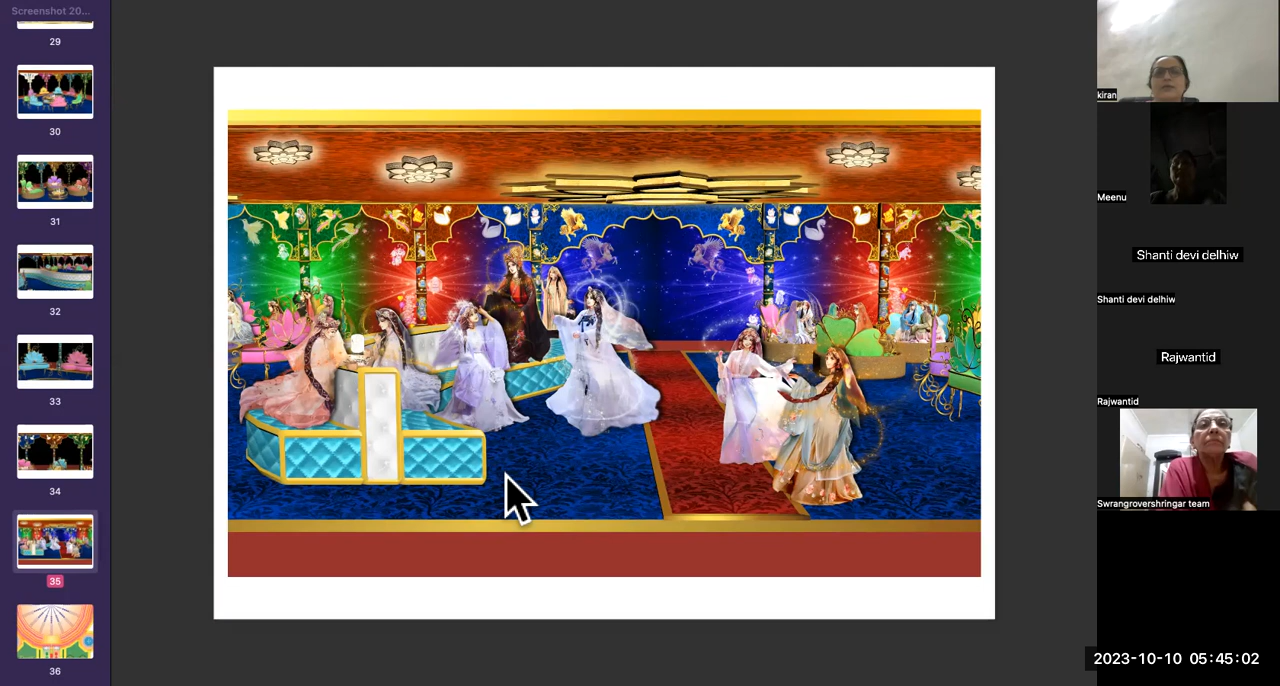 Screenshot 20...
29
30
31
32
33
34
35
36
kiran
Meenu
Shanti devi delhiw
Shanti devi delhiw
Rajwantid
Rajwantid
Swrangrovershringar team
2023-10-10 05:45:02